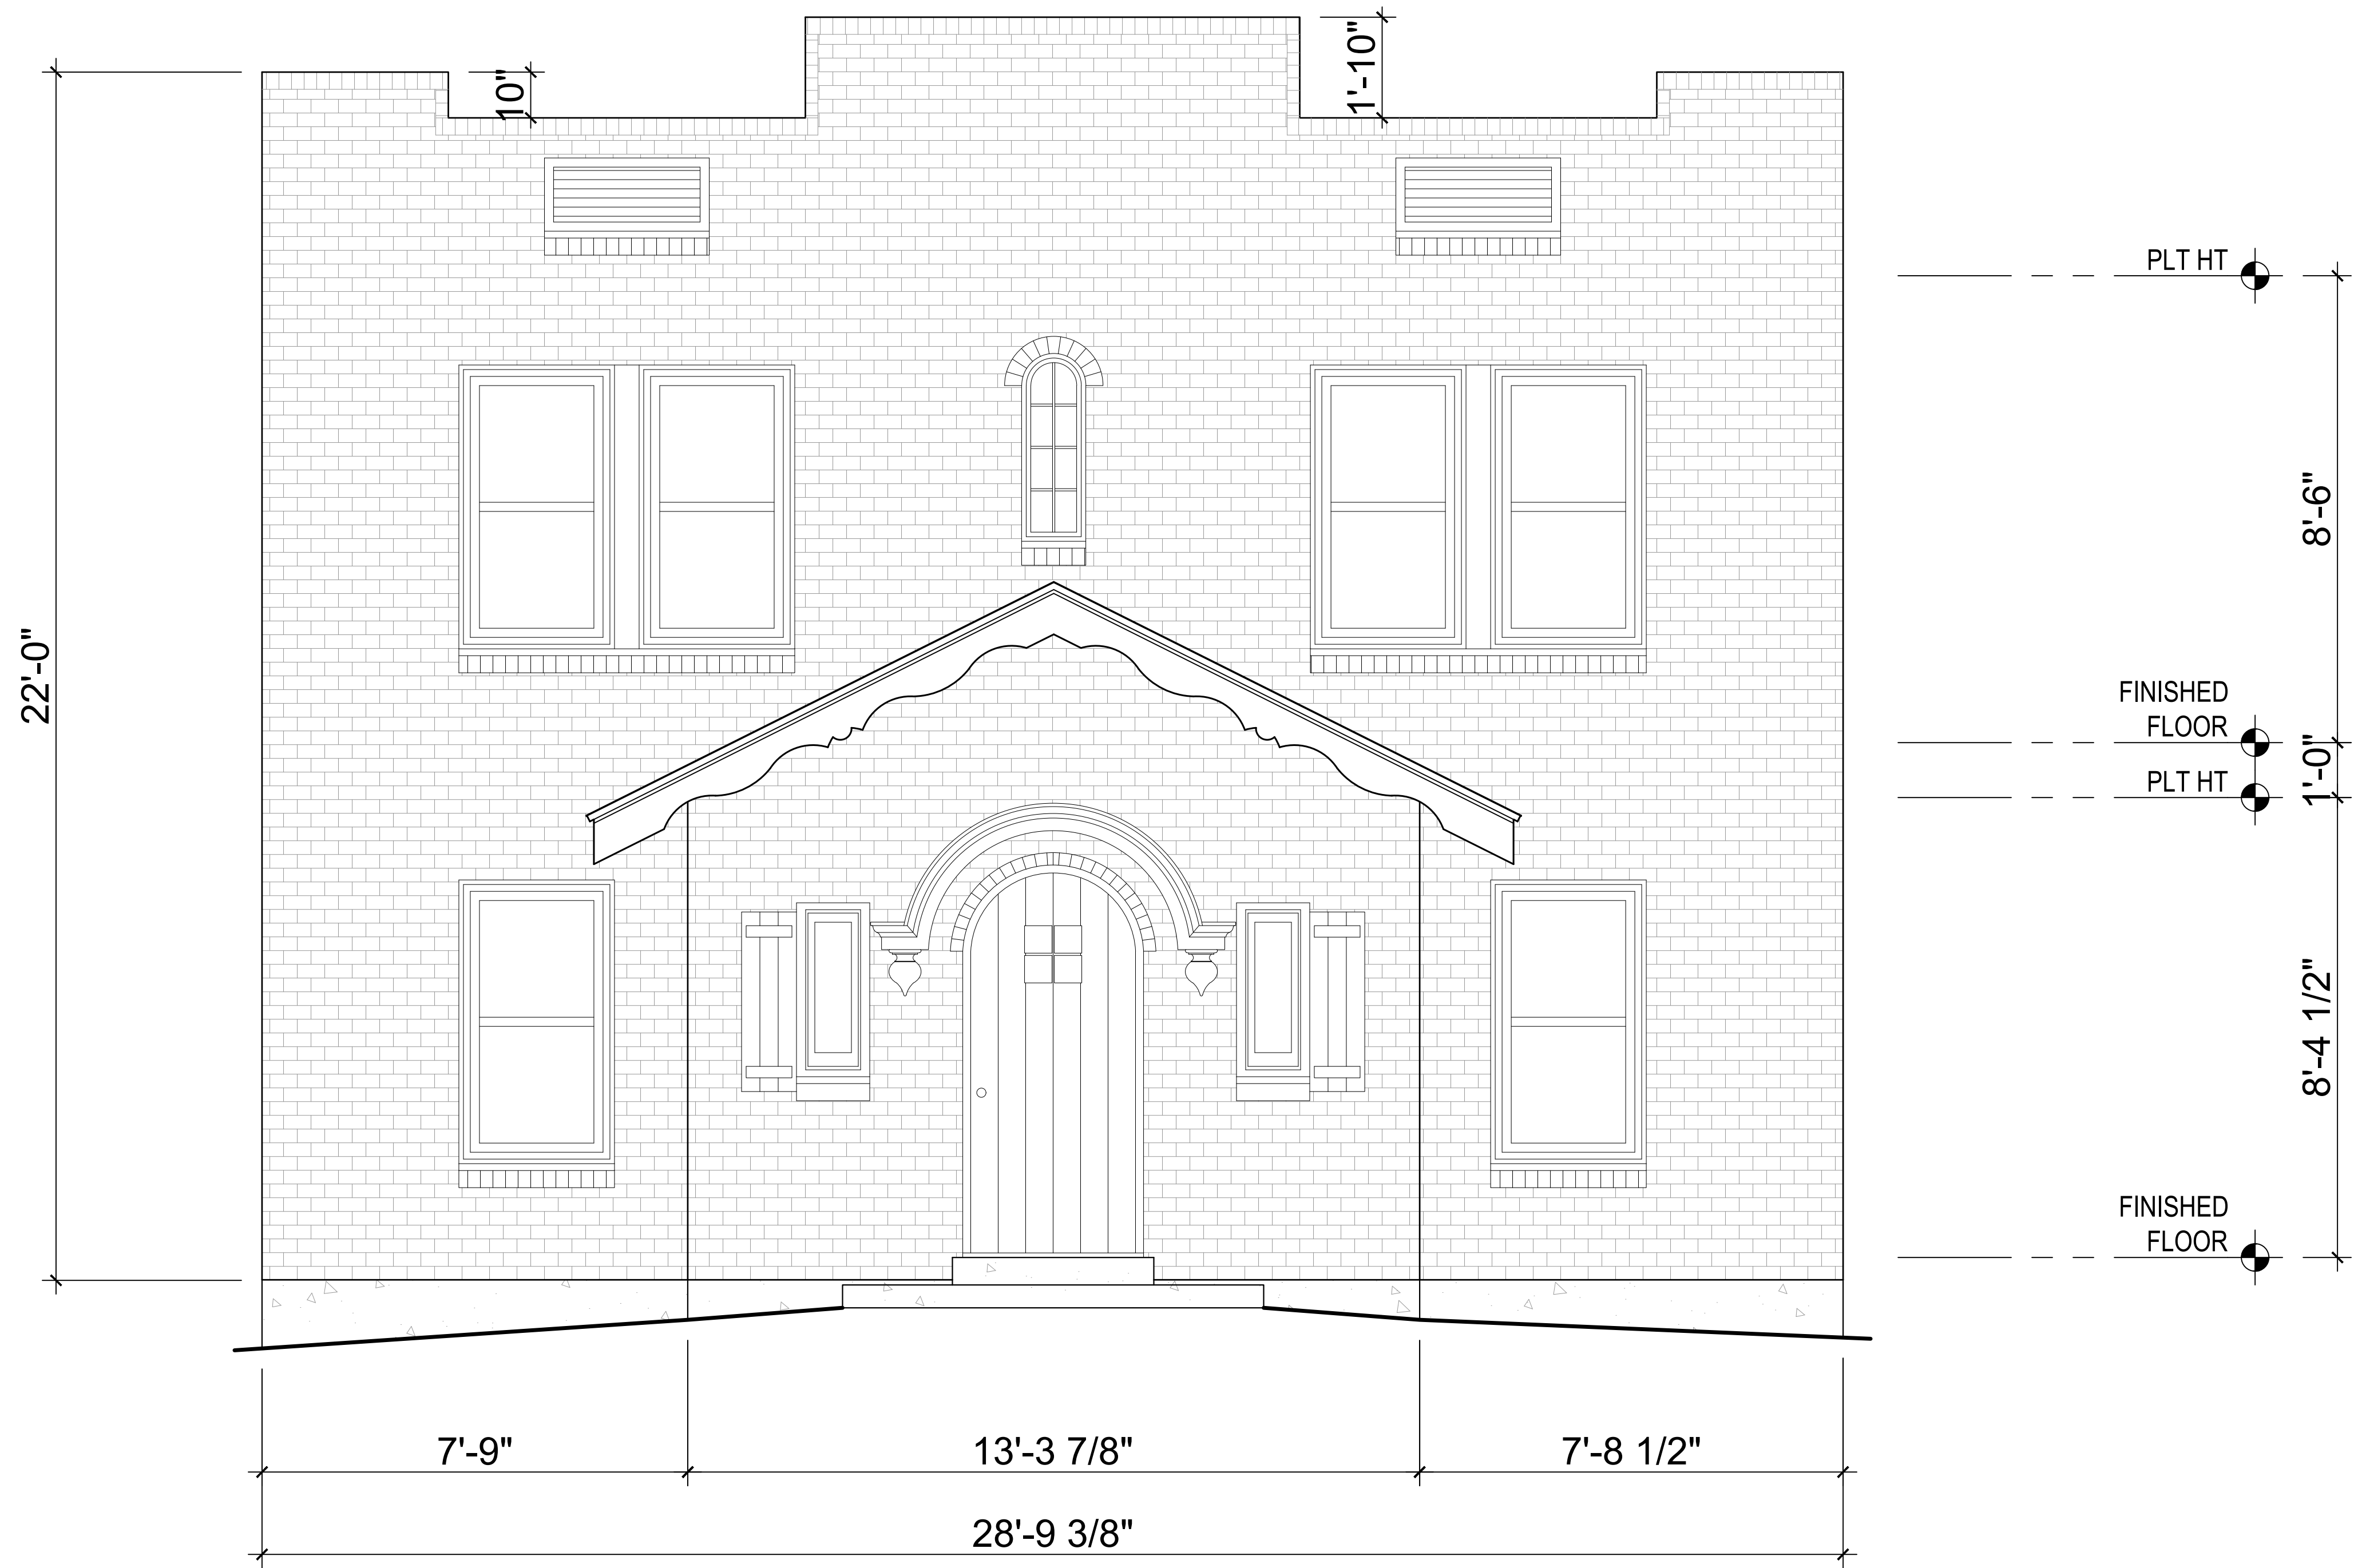 10"
1'-10"
PLT HT
8'-6"
22'-0"
FINISHED
FLOOR
1'-0"
PLT HT
8'-4 1/2"
FINISHED
FLOOR
7'-9"
13'-3 7/8"
7'-8 1/2"
28'-9 3/8"